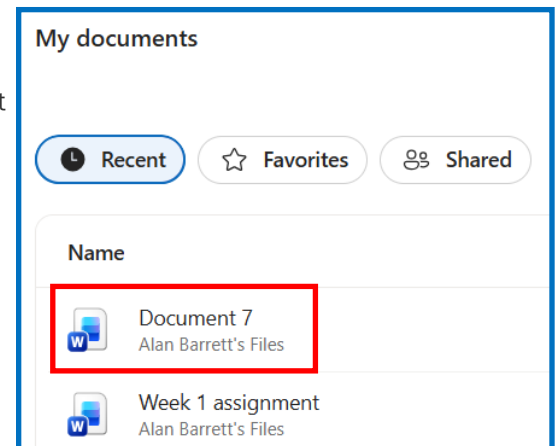 My documents
t
Recent Favorites Shared
Name
Document 7
Alan Barrett's Files
Week 1 assignment
Alan Barrett's Files